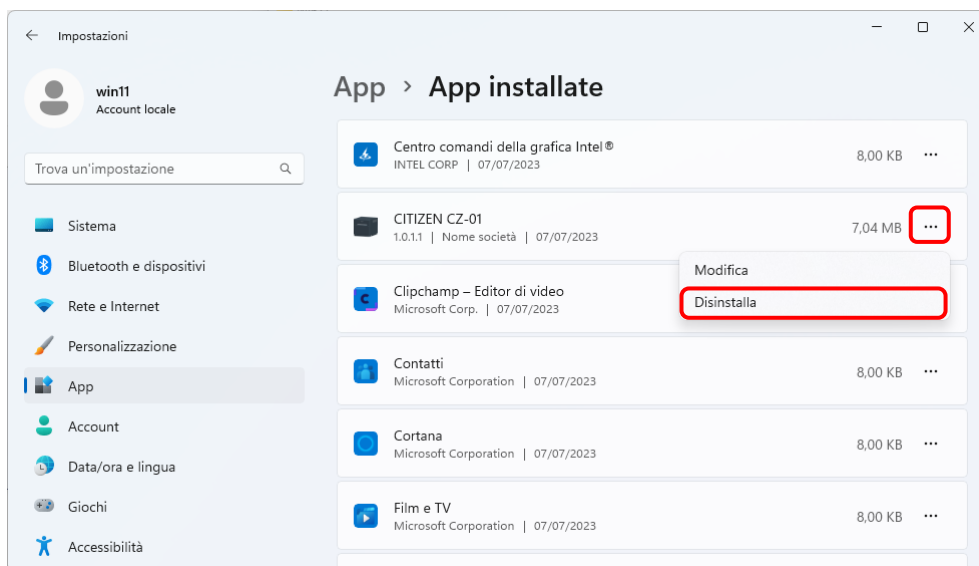 Impostazioni
win11
Account locale
Trova un'impostazione
Sistema
Bluetooth e dispositivi
Rete e Internet
Personalizzazione
App
Account
Data/ora e lingua
Giochi
Accessibilità
App > App installate
Centro comandi della grafica Intel®
INTEL CORP | 07/07/2023
8,00 KB
CITIZEN CZ-01
1.0.1.1 | Nome società | 07/07/2023
7,04 MB
Modifica
Disinstalla
Clipchamp – Editor di video
Microsoft Corp. | 07/07/2023
Contatti
Microsoft Corporation | 07/07/2023
8,00 KB
Cortana
Microsoft Corporation | 07/07/2023
8,00 KB
Film e TV
Microsoft Corporation | 07/07/2023
8,00 KB